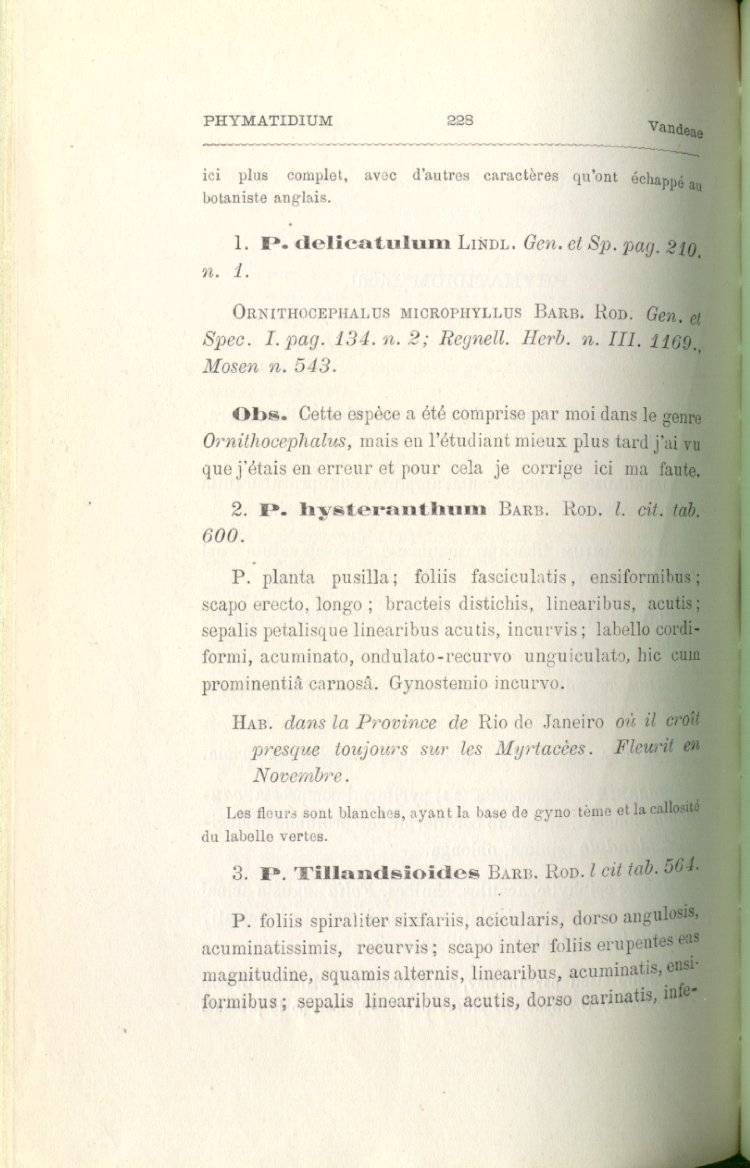 PHYMATIDIUM 228 Vandeae
ici plus complet, avec d'autres caractères qu'ont échappé au
botaniste anglais.
1. P. delicatulum LINDL. Gen. et Sp. pag. 210.
n. 1.
ORNITHOCEPHALUS MICROPHYLLUS BARB. ROD. Gen. et
Spec. I. pag. 134. n. 2; Regnell. Herb. n. III. 1169.,
Mosen n. 543.
Obs. Cette espèce a été comprise par moi dans le genre
Ornithocephalus, mais en l'étudiant mieux plus tard j'ai vu
que j'étais en erreur et pour cela je corrige ici ma faute.
2. P. hysteranthum BARB. ROD. l. cit. tab.
600.
P. planta pusilla; foliis fasciculatis, ensiformibus;
scapo erecto, longo; bracteis distichis, linearibus, acutis;
sepalis petalisque linearibus acutis, incurvis; labello cordi-
formi, acuminato, ondulato-recurvo unguiculato, hic cum
prominentiâ carnosâ. Gynostemio incurvo.
HAB. dans la Province de Rio de Janeiro où il croît
presque toujours sur les Myrtacèes. Fleurit en
Novembre.
Les fleurs sont blanches, ayant la base de gyno tème et la callosité
du labelle vertes.
3. P. Tillandsioides BARB. ROD. l cit tab. 564.
P. foliis spiraliter sixfariis, acicularis, dorso angulosis,
acuminatissimis, recurvis; scapo inter foliis erupentes eas
magnitudine, squamis alternis, linearibus, acuminatis, ensi-
formibus; sepalis linearibus, acutis, dorso carinatis, infe-